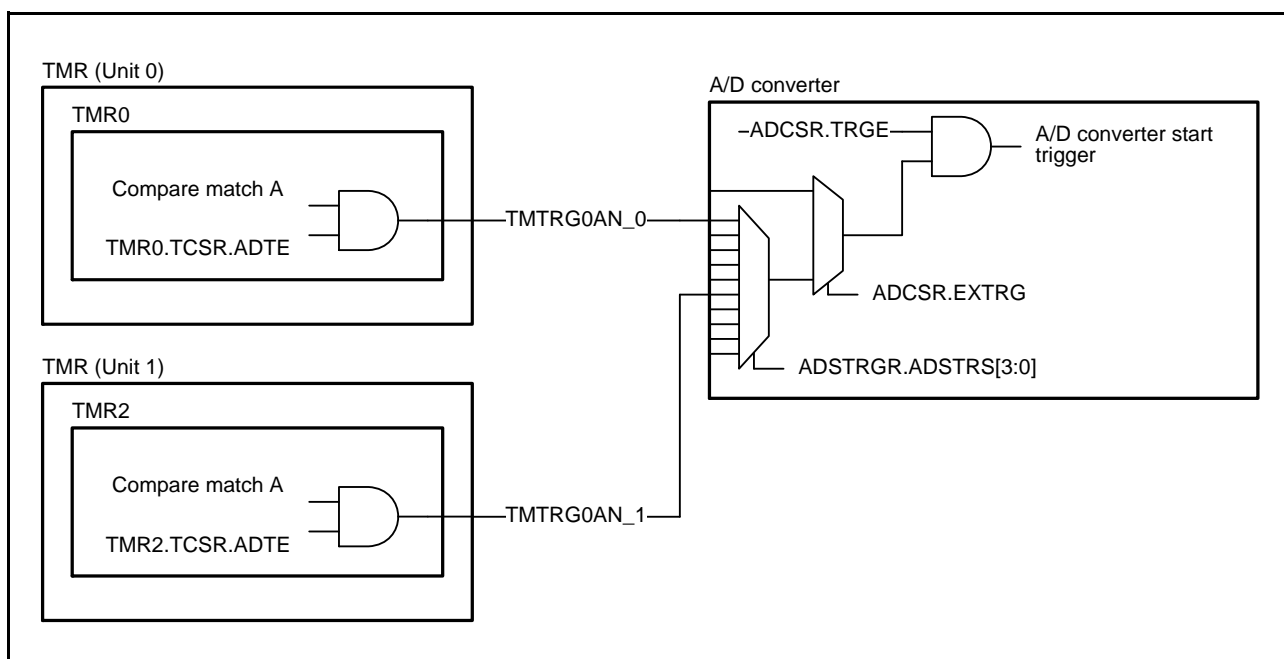 TMR (Unit 0)
TMR0
Compare match A
TMR0.TCSR.ADTE
TMTRG0AN_0
TMR (Unit 1)
TMR2
Compare match A
TMR2.TCSR.ADTE
TMTRG0AN_1
A/D converter
ADCSR.TRGE
A/D converter start
trigger
ADCSR.EXTRG
ADSTRGR.ADSTRS[3:0]